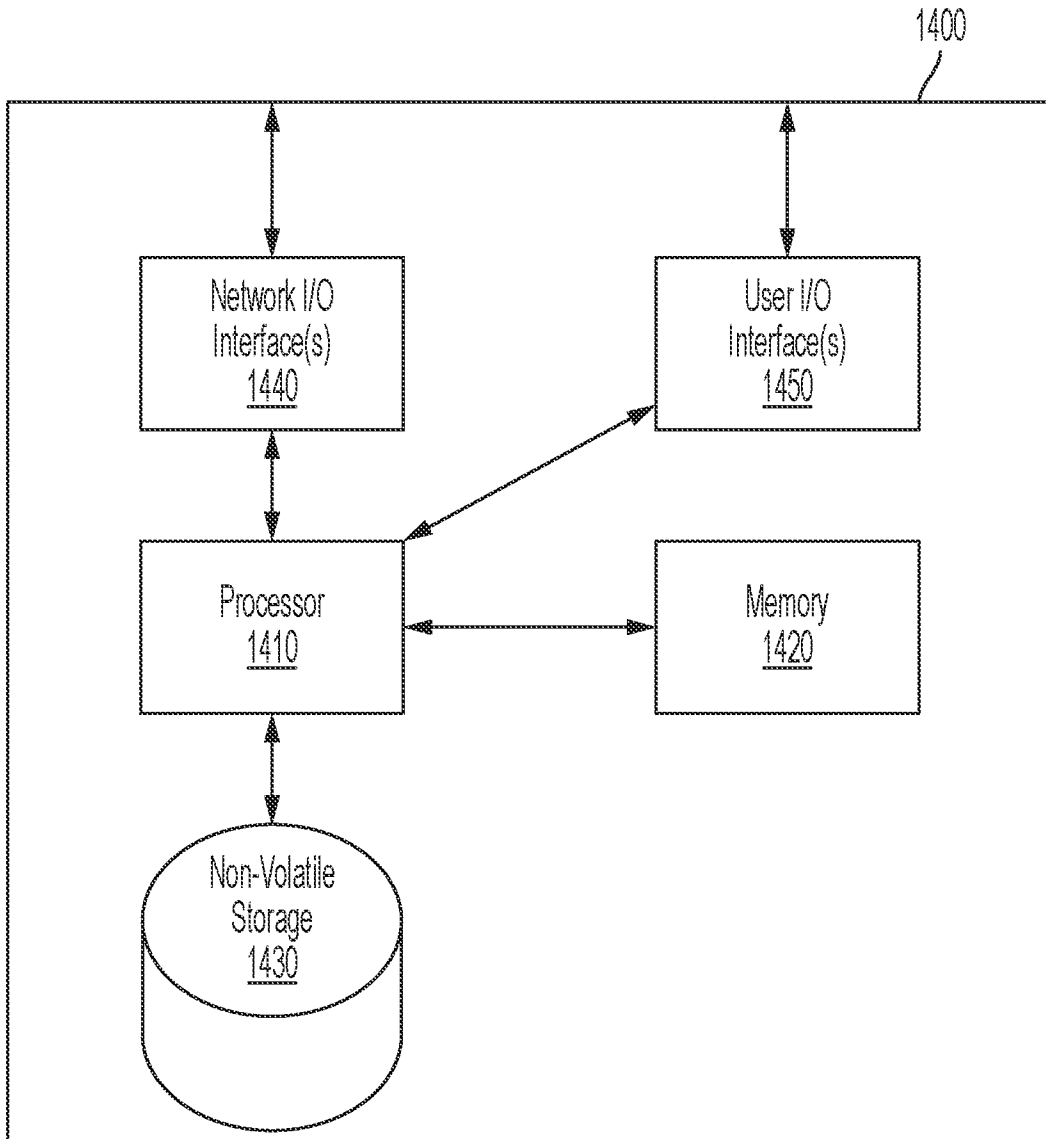 1400
Network I/O
Interface(s)
1440
User I/O
Interface(s)
1450
Processor
1410
Memory
1420
Non-Volatile
Storage
1430